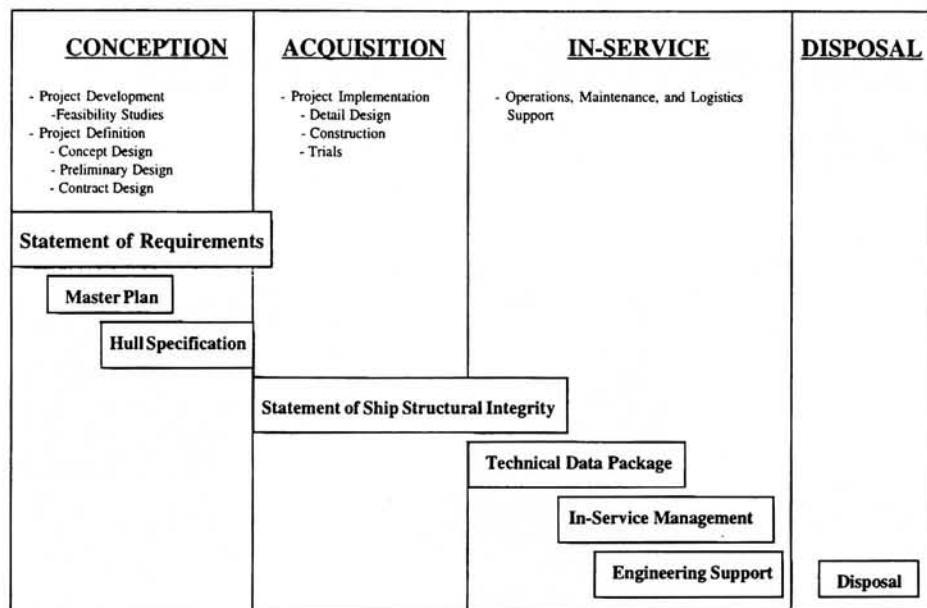 CONCEPTION
- Project Development
-Feasibility Studies
- Project Definition
- Concept Design
- Preliminary Design
- Contract Design
ACQUISITION
- Project Implementation
- Detail Design
- Construction
- Trials
IN-SERVICE
- Operations, Maintenance, and Logistics
Support
DISPOSAL
Statement of Requirements
Master Plan
Hull Specification
Statement of Ship Structural Integrity
Technical Data Package
In-Service Management
Engineering Support
Disposal